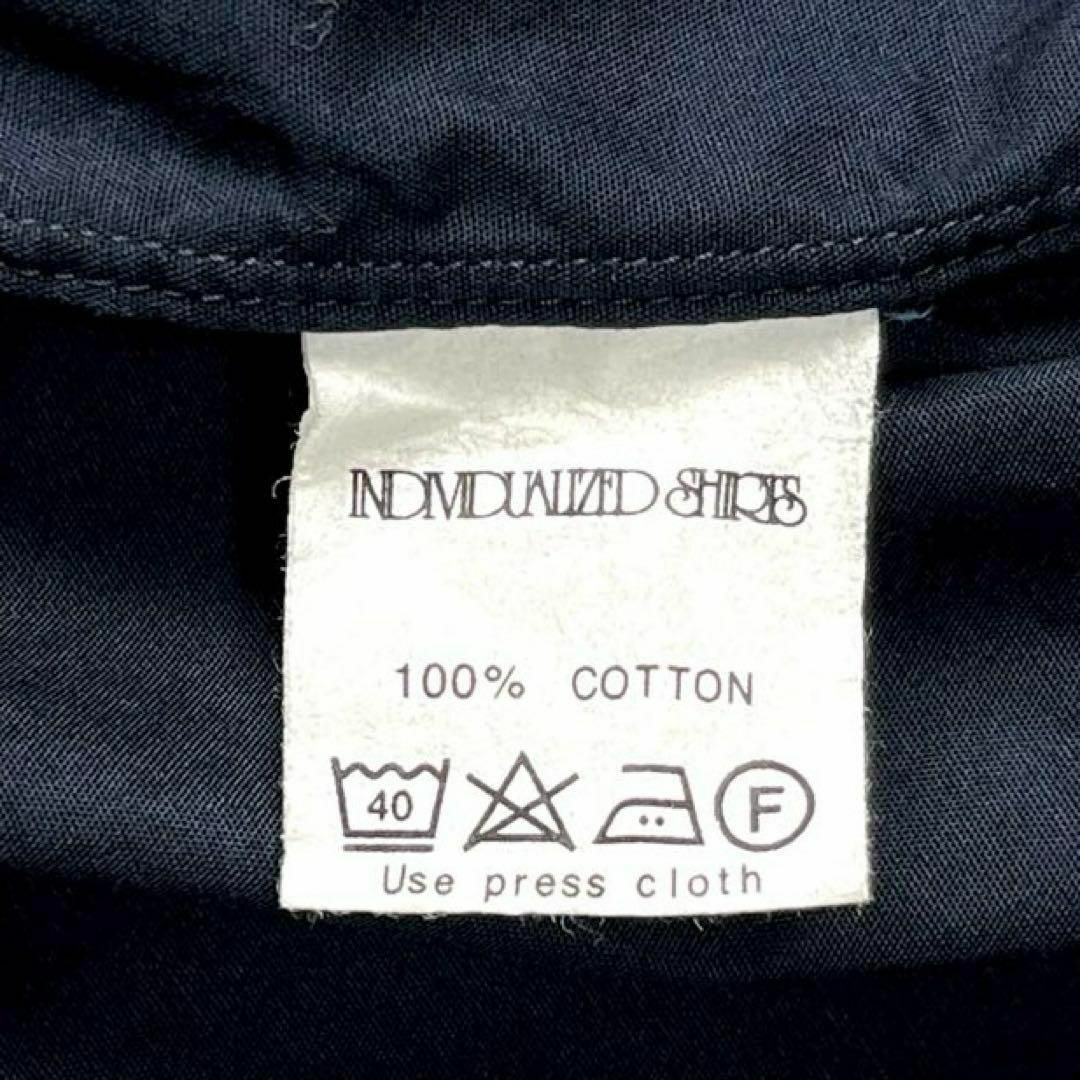 INDIVIDUALIZED SHIRTS
100% COTTON
40 F
Use press cloth